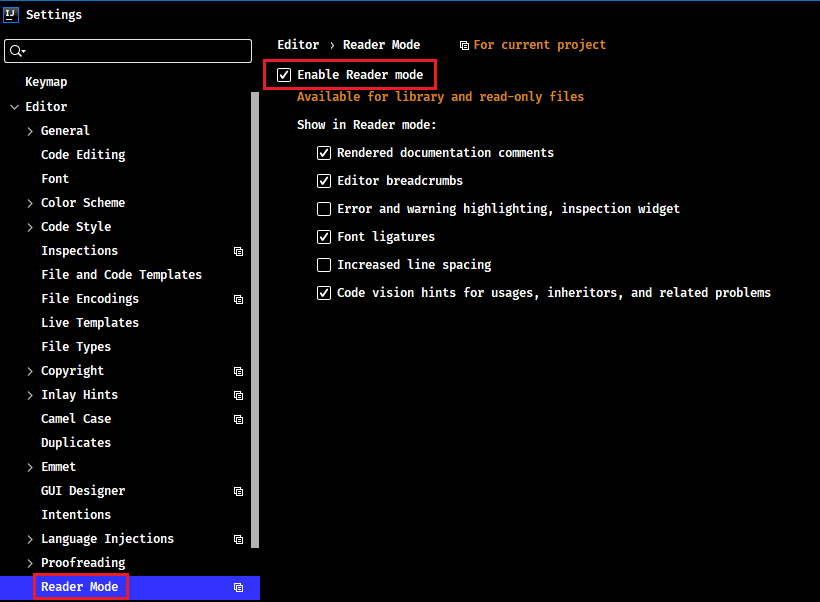 IJ Settings
Keymap
Editor
General
Code Editing
Font
Color Scheme
Code Style
Inspections
File and Code Templates
File Encodings
Live Templates
File Types
Copyright
Inlay Hints
Camel Case
Duplicates
Emmet
GUI Designer
Intentions
Language Injections
Proofreading
Reader Mode
Editor › Reader Mode For current project
Enable Reader mode
Available for library and read-only files
Show in Reader mode:
Rendered documentation comments
Editor breadcrumbs
Error and warning highlighting, inspection widget
Font ligatures
Increased line spacing
Code vision hints for usages, inheritors, and related problems